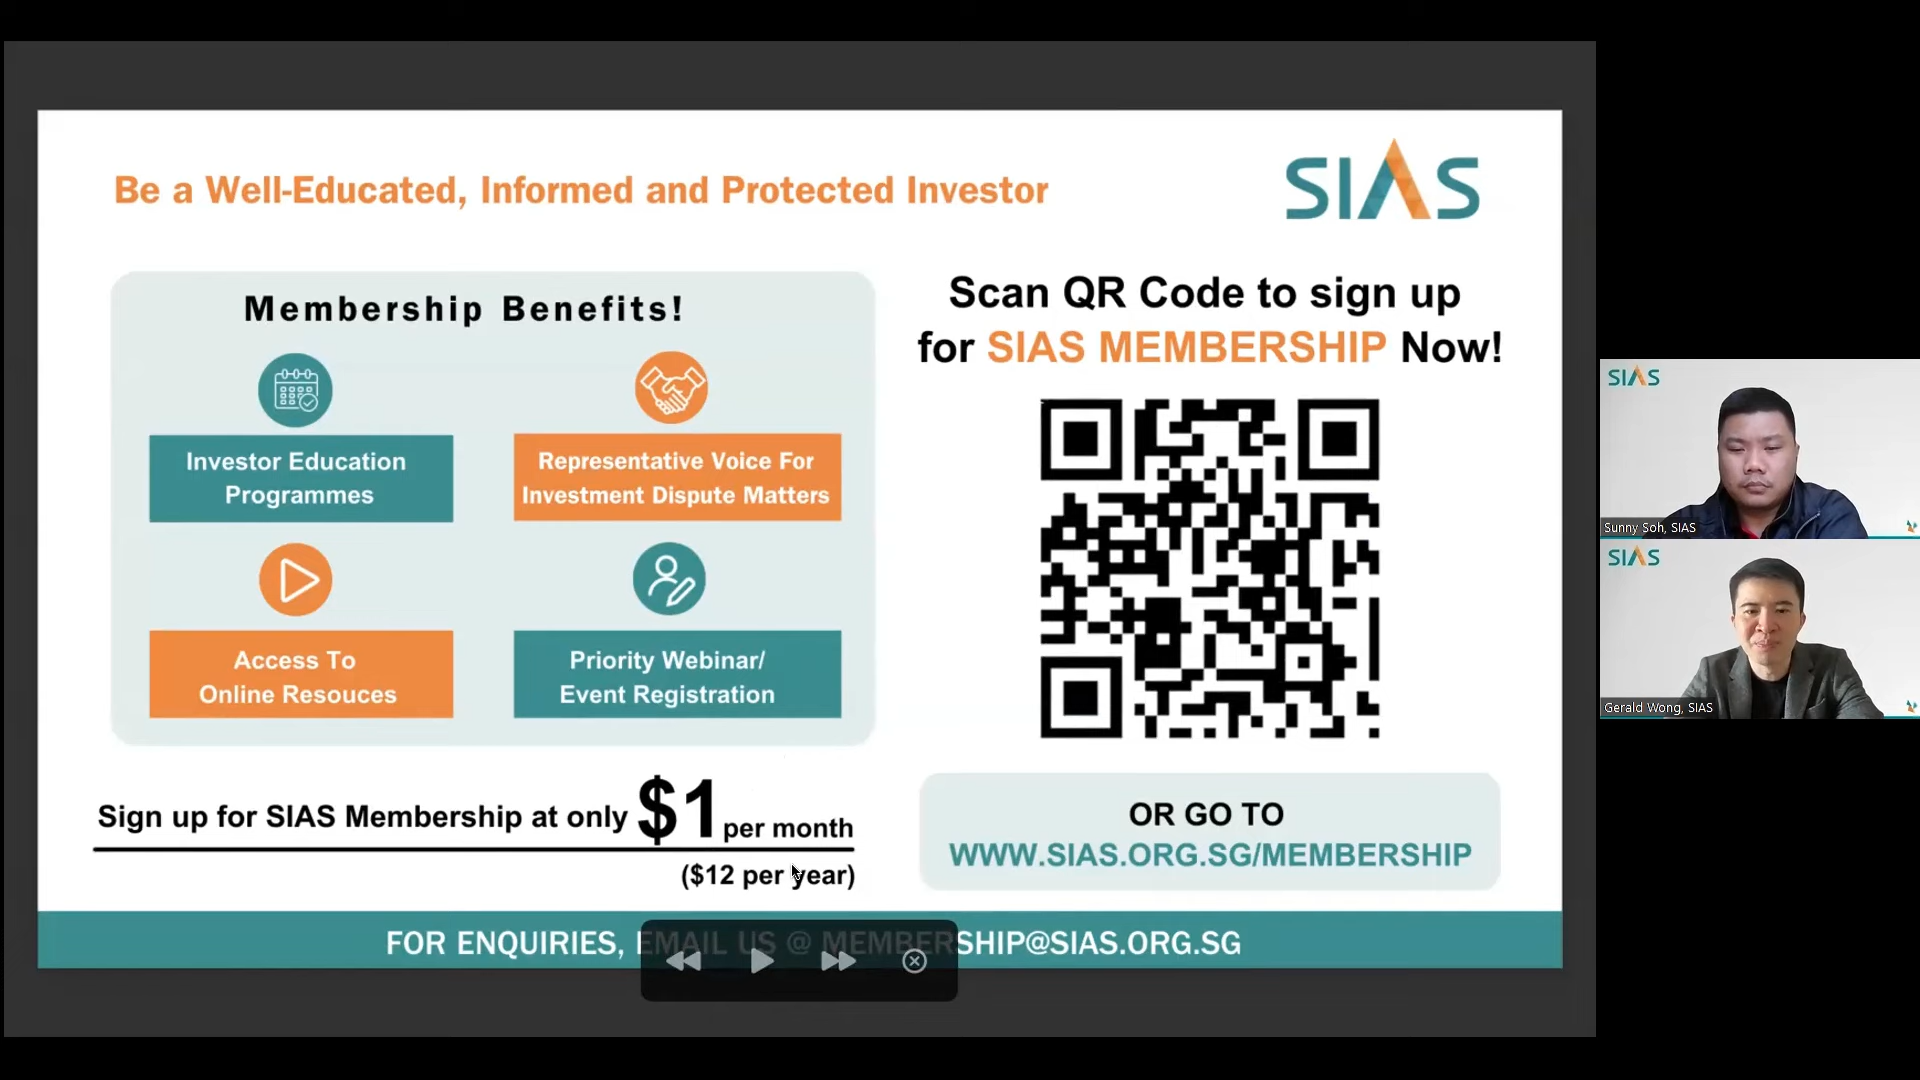 Be a Well-Educated, Informed and Protected Investor
SIAS
Membership Benefits!
Investor Education
Programmes
Representative Voice For
Investment Dispute Matters
Access To
Online Resouces
Priority Webinar/
Event Registration
Sign up for SIAS Membership at only $1 per month
($12 per year)
Scan QR Code to sign up
for SIAS MEMBERSHIP Now!
OR GO TO
WWW.SIAS.ORG.SG/MEMBERSHIP
FOR ENQUIRIES, EMAIL US @ MEMBERSHIP@SIAS.ORG.SG
SIAS
Sunny Soh, SIAS
SIAS
Gerald Wong, SIAS